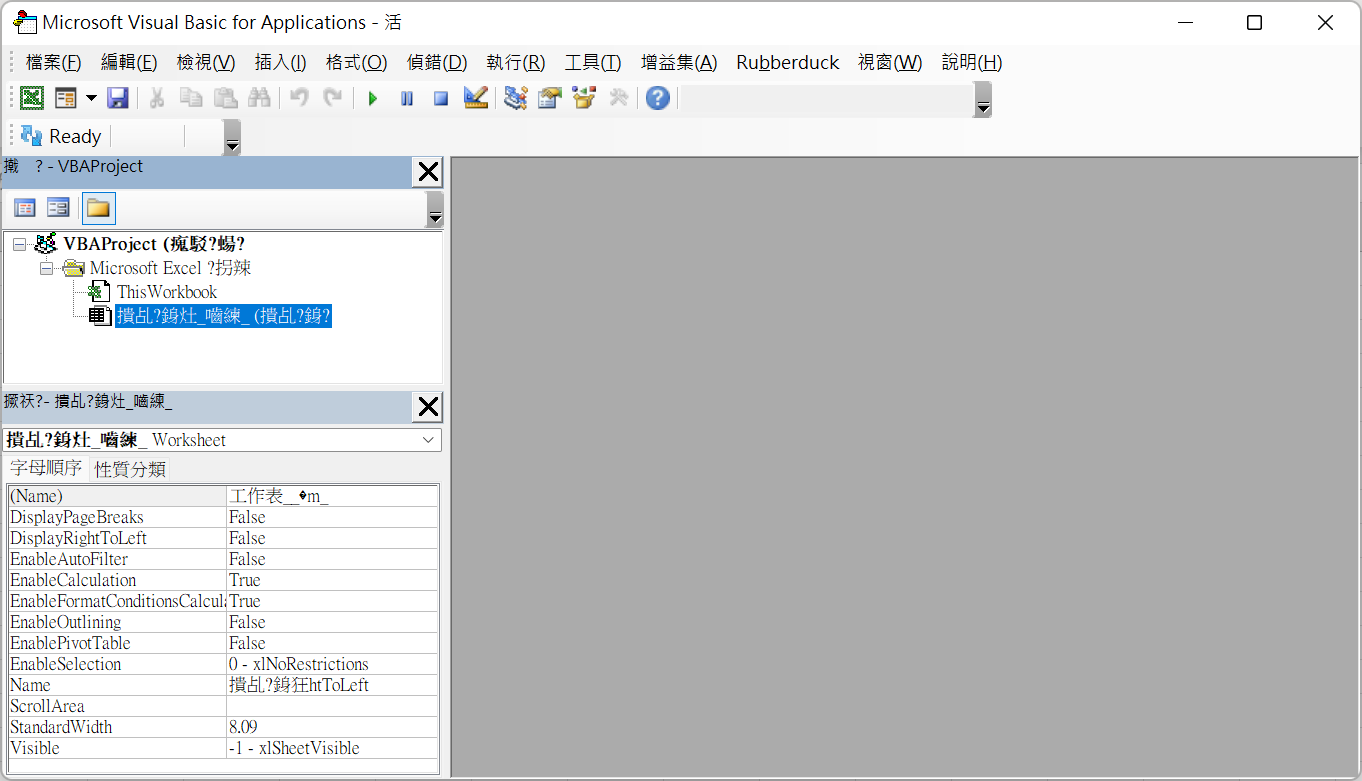 Microsoft Visual Basic for Applications - 活
檔案(F) 編輯(E) 檢視(V) 插入(I) 格式(O) 偵錯(D) 執行(R) 工具(T) 增益集(A) Rubberduck 視窗(W) 說明(H)
Ready
? - VBAProject
VBAProject (瘣駁?蝪?
Microsoft Excel ?拐辣
ThisWorkbook
撌乩?銵灶_嚙練_ (撌乩?銵?
撅祆?- 撌乩?銵灶_嚙練_
撌乩?銵灶_嚙練_ Worksheet
字母順序 性質分類
(Name) 工作表__�m_
DisplayPageBreaks False
DisplayRightToLeft False
EnableAutoFilter False
EnableCalculation True
EnableFormatConditionsCalcula True
EnableOutlining False
EnablePivotTable False
EnableSelection 0 - xlNoRestrictions
Name 撌乩?銵狂htToLeft
ScrollArea
StandardWidth 8.09
Visible -1 - xlSheetVisible